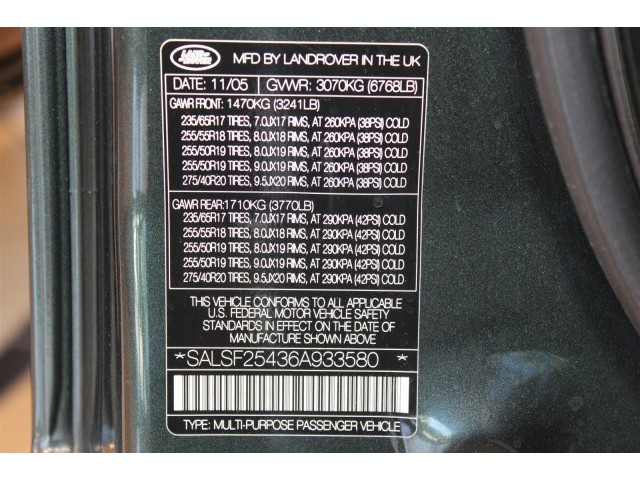 LAND ROVER
MFD BY LANDROVER IN THE UK
DATE: 11/05 GVWR: 3070KG (6768LB)
GAWR FRONT: 1470KG (3241LB)
235/65R17 TIRES, 7.0JX17 RIMS, AT 260KPA (38PSI) COLD
255/55R18 TIRES, 8.0JX18 RIMS, AT 260KPA (38PSI) COLD
255/50R19 TIRES, 8.0JX19 RIMS, AT 260KPA (38PSI) COLD
255/50R19 TIRES, 9.0JX19 RIMS, AT 260KPA (38PSI) COLD
275/40R20 TIRES, 9.5JX20 RIMS, AT 260KPA (38PSI) COLD
GAWR REAR: 1710KG (3770LB)
235/65R17 TIRES, 7.0JX17 RIMS, AT 290KPA (42PSI) COLD
255/55R18 TIRES, 8.0JX18 RIMS, AT 290KPA (42PSI) COLD
255/50R19 TIRES, 8.0JX19 RIMS, AT 290KPA (42PSI) COLD
255/50R19 TIRES, 9.0JX19 RIMS, AT 290KPA (42PSI) COLD
275/40R20 TIRES, 9.5JX20 RIMS, AT 290KPA (42PSI) COLD
THIS VEHICLE CONFORMS TO ALL APPLICABLE
U.S. FEDERAL MOTOR VEHICLE SAFETY
STANDARDS IN EFFECT ON THE DATE OF
MANUFACTURE SHOWN ABOVE
*SALSF25436A933580 *
TYPE: MULTI-PURPOSE PASSENGER VEHICLE